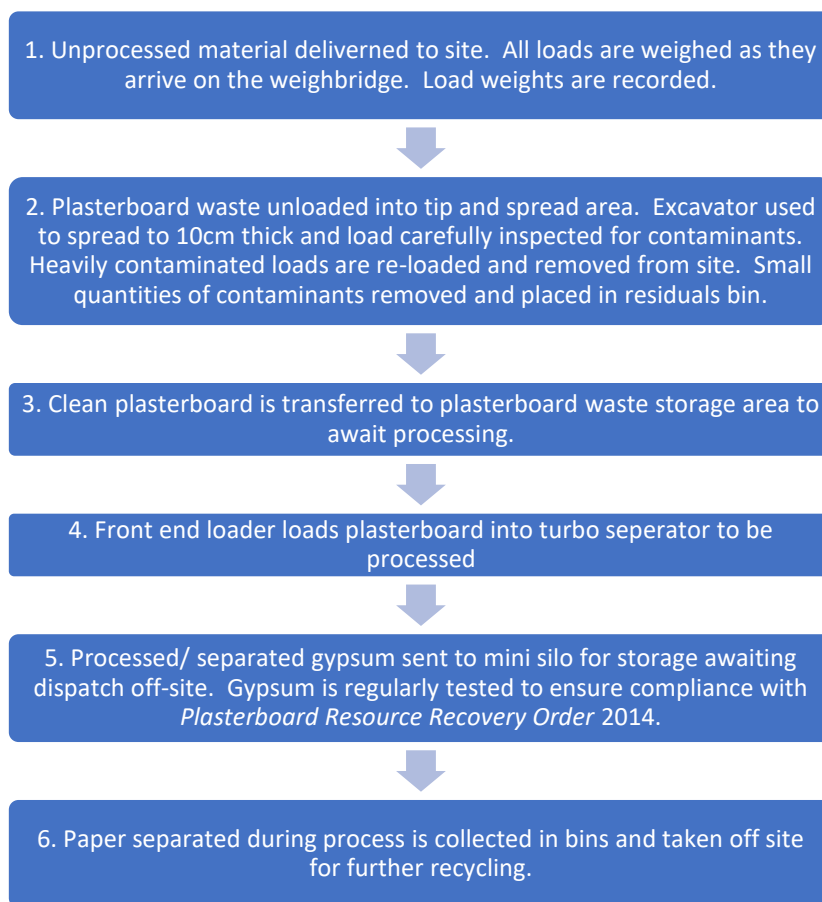 1. Unprocessed material deliverned to site.  All loads are weighed as they
arrive on the weighbridge.  Load weights are recorded.
2. Plasterboard waste unloaded into tip and spread area.  Excavator used
to spread to 10cm thick and load carefully inspected for contaminants.
Heavily contaminated loads are re-loaded and removed from site.  Small
quantities of contaminants removed and placed in residuals bin.
3. Clean plasterboard is transferred to plasterboard waste storage area to
await processing.
4. Front end loader loads plasterboard into turbo seperator to be
processed
5. Processed/ separated gypsum sent to mini silo for storage awaiting
dispatch off-site.  Gypsum is regularly tested to ensure compliance with
Plasterboard Resource Recovery Order 2014.
6. Paper separated during process is collected in bins and taken off site
for further recycling.